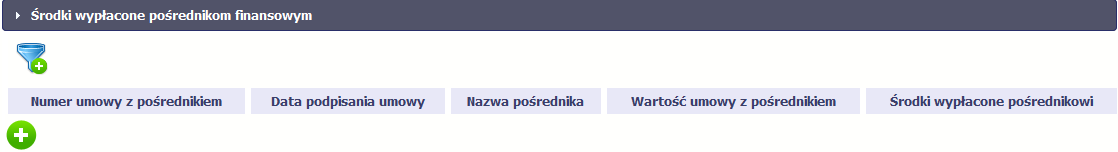 Środki wypłacone pośrednikom finansowym
Numer umowy z pośrednikiem Data podpisania umowy Nazwa pośrednika Wartość umowy z pośrednikiem Środki wypłacone pośrednikowi